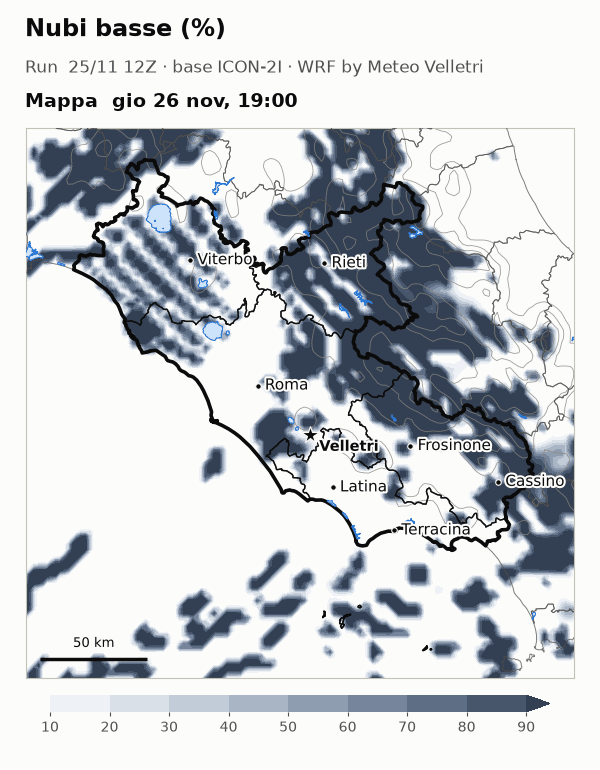 Nubi basse (%)
Run  25/11 12Z · base ICON-2I · WRF by Meteo Velletri
Mappa  gio 26 nov, 19:00
Viterbo
Rieti
Roma
Velletri
Frosinone
Cassino
Latina
Terracina
50 km
10 20 30 40 50 60 70 80 90